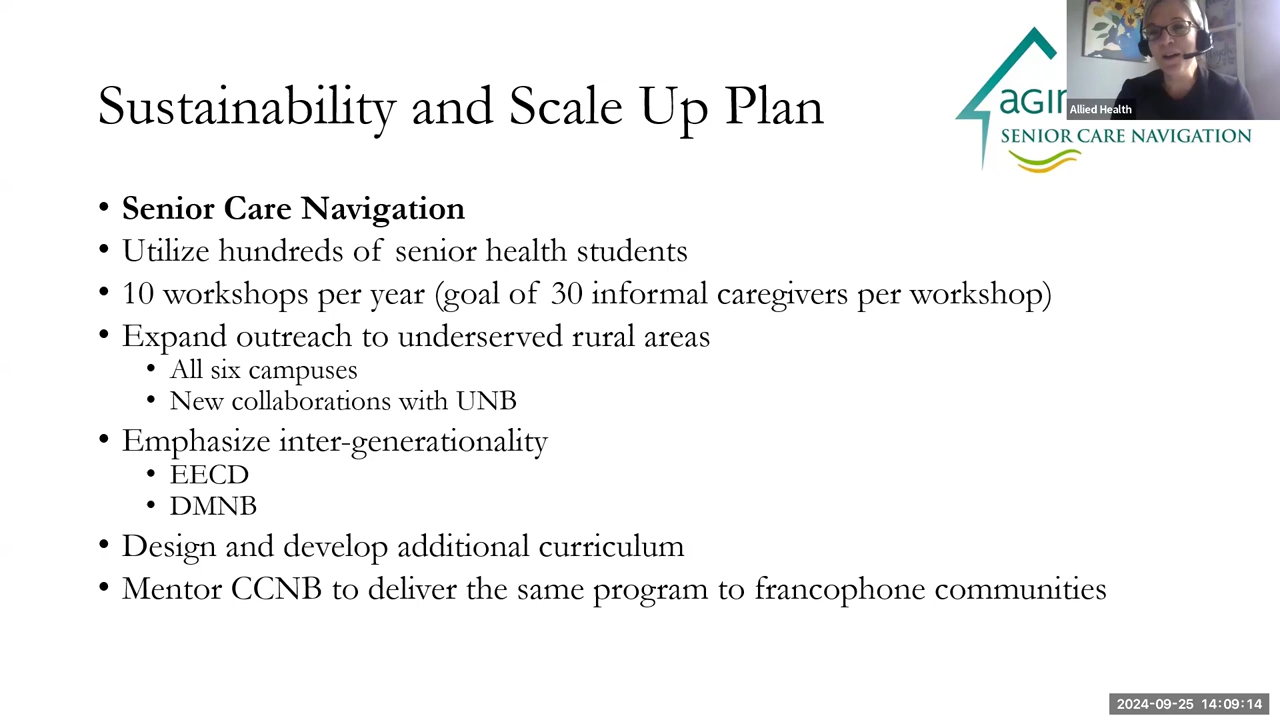 Sustainability and Scale Up Plan
Allied Health
SENIOR CARE NAVIGATION
• Senior Care Navigation
• Utilize hundreds of senior health students
• 10 workshops per year (goal of 30 informal caregivers per workshop)
• Expand outreach to underserved rural areas
• All six campuses
• New collaborations with UNB
• Emphasize inter-generationality
• EECD
• DMNB
• Design and develop additional curriculum
• Mentor CCNB to deliver the same program to francophone communities
2024-09-25 14:09:14